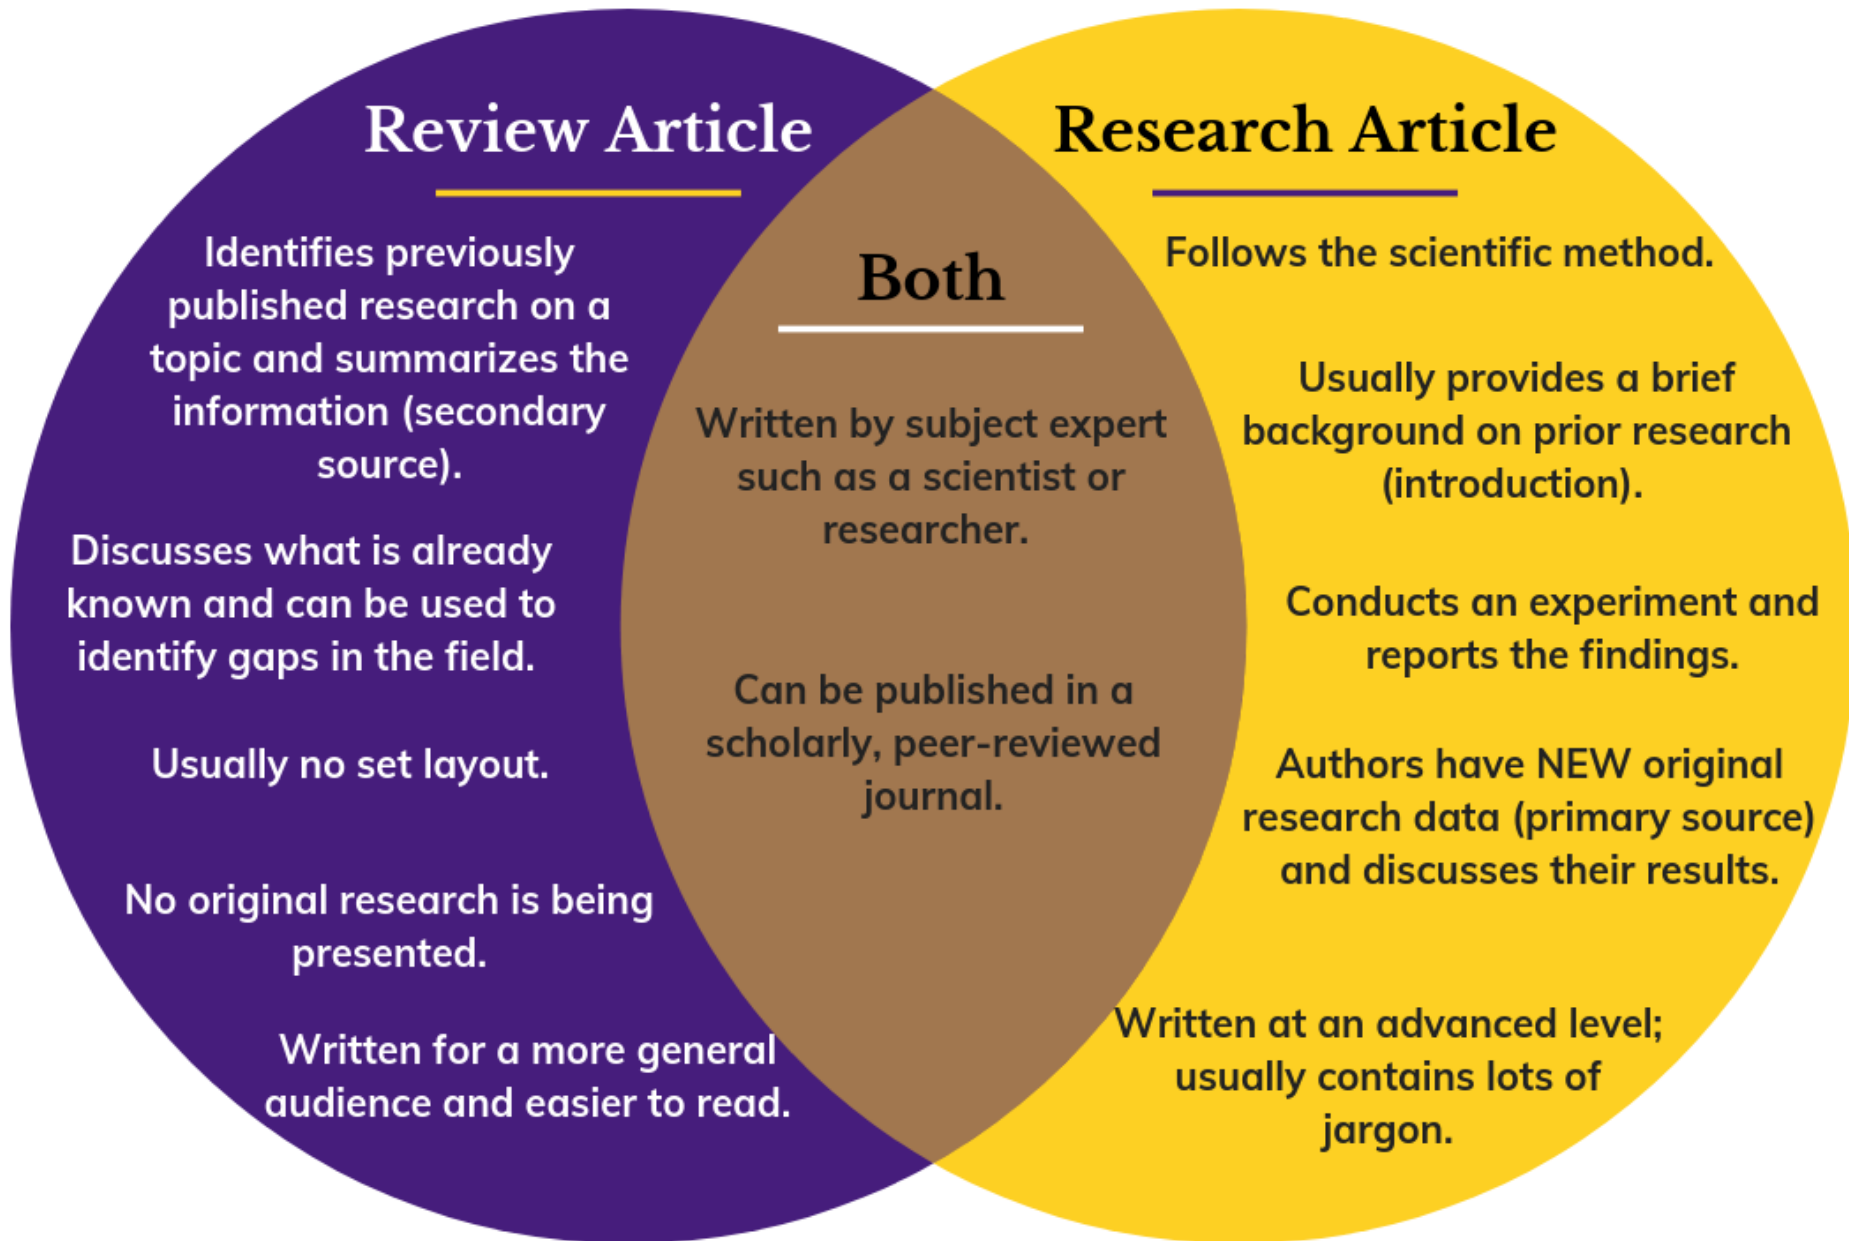 Review Article
Identifies previously
published research on a
topic and summarizes the
information (secondary
source).
Discusses what is already
known and can be used to
identify gaps in the field.
Usually no set layout.
No original research is being
presented.
Written for a more general
audience and easier to read.
Both
Written by subject expert
such as a scientist or
researcher.
Can be published in a
scholarly, peer-reviewed
journal.
Research Article
Follows the scientific method.
Usually provides a brief
background on prior research
(introduction).
Conducts an experiment and
reports the findings.
Authors have NEW original
research data (primary source)
and discusses their results.
Written at an advanced level;
usually contains lots of
jargon.